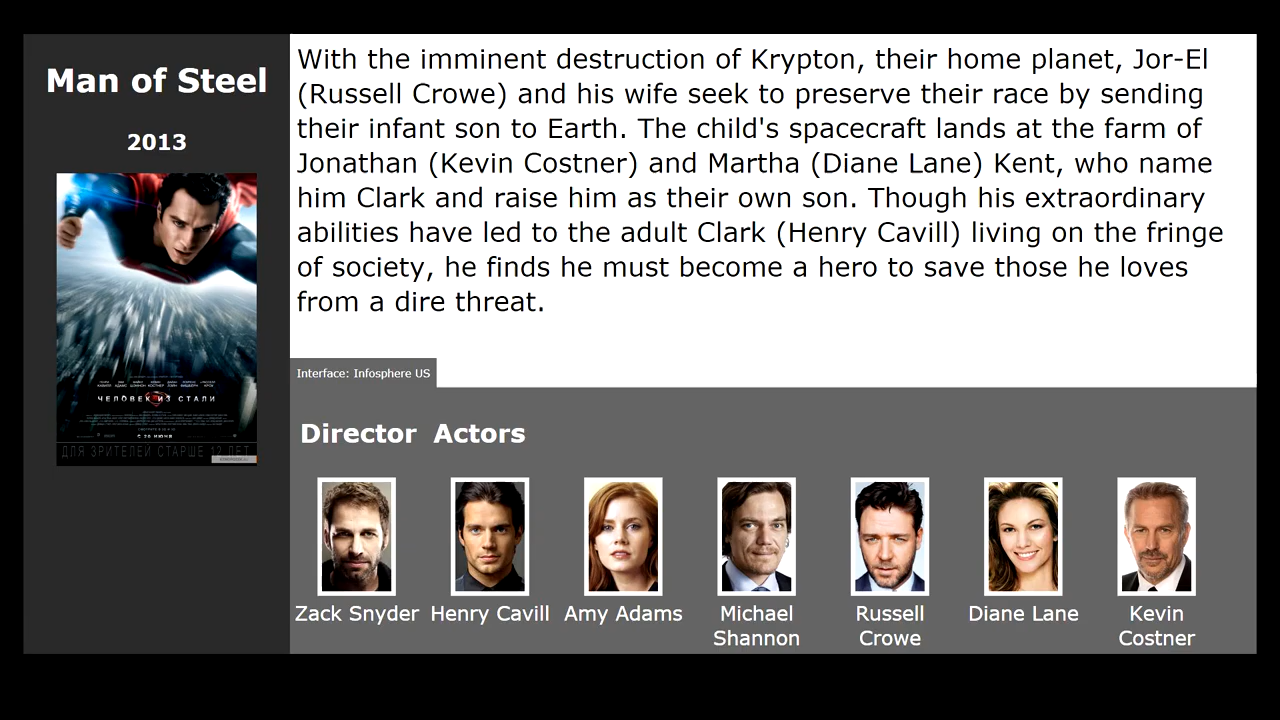 Man of Steel
2013
ЧЕЛОВЕК ИЗ СТАЛИ
С 20 ИЮНЯ
ДЛЯ ЗРИТЕЛЕЙ СТАРШЕ 12 ЛЕТ
With the imminent destruction of Krypton, their home planet, Jor-El
(Russell Crowe) and his wife seek to preserve their race by sending
their infant son to Earth. The child's spacecraft lands at the farm of
Jonathan (Kevin Costner) and Martha (Diane Lane) Kent, who name
him Clark and raise him as their own son. Though his extraordinary
abilities have led to the adult Clark (Henry Cavill) living on the fringe
of society, he finds he must become a hero to save those he loves
from a dire threat.
Interface: Infosphere US
Director Actors
Zack Snyder Henry Cavill Amy Adams Michael Shannon Russell Crowe Diane Lane Kevin Costner